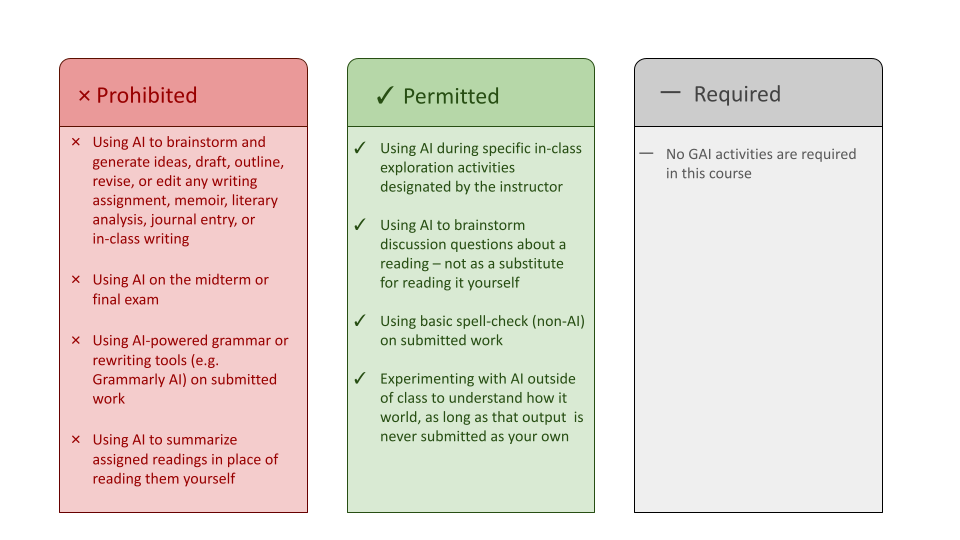 × Prohibited
× Using AI to brainstorm and
generate ideas, draft, outline,
revise, or edit any writing
assignment, memoir, literary
analysis, journal entry, or
in-class writing
× Using AI on the midterm or
final exam
× Using AI-powered grammar or
rewriting tools (e.g.
Grammarly AI) on submitted
work
× Using AI to summarize
assigned readings in place of
reading them yourself
✓ Permitted
✓ Using AI during specific in-class
exploration activities
designated by the instructor
✓ Using AI to brainstorm
discussion questions about a
reading – not as a substitute
for reading it yourself
✓ Using basic spell-check (non-AI)
on submitted work
✓ Experimenting with AI outside
of class to understand how it
world, as long as that output  is
never submitted as your own
— Required
— No GAI activities are required
in this course